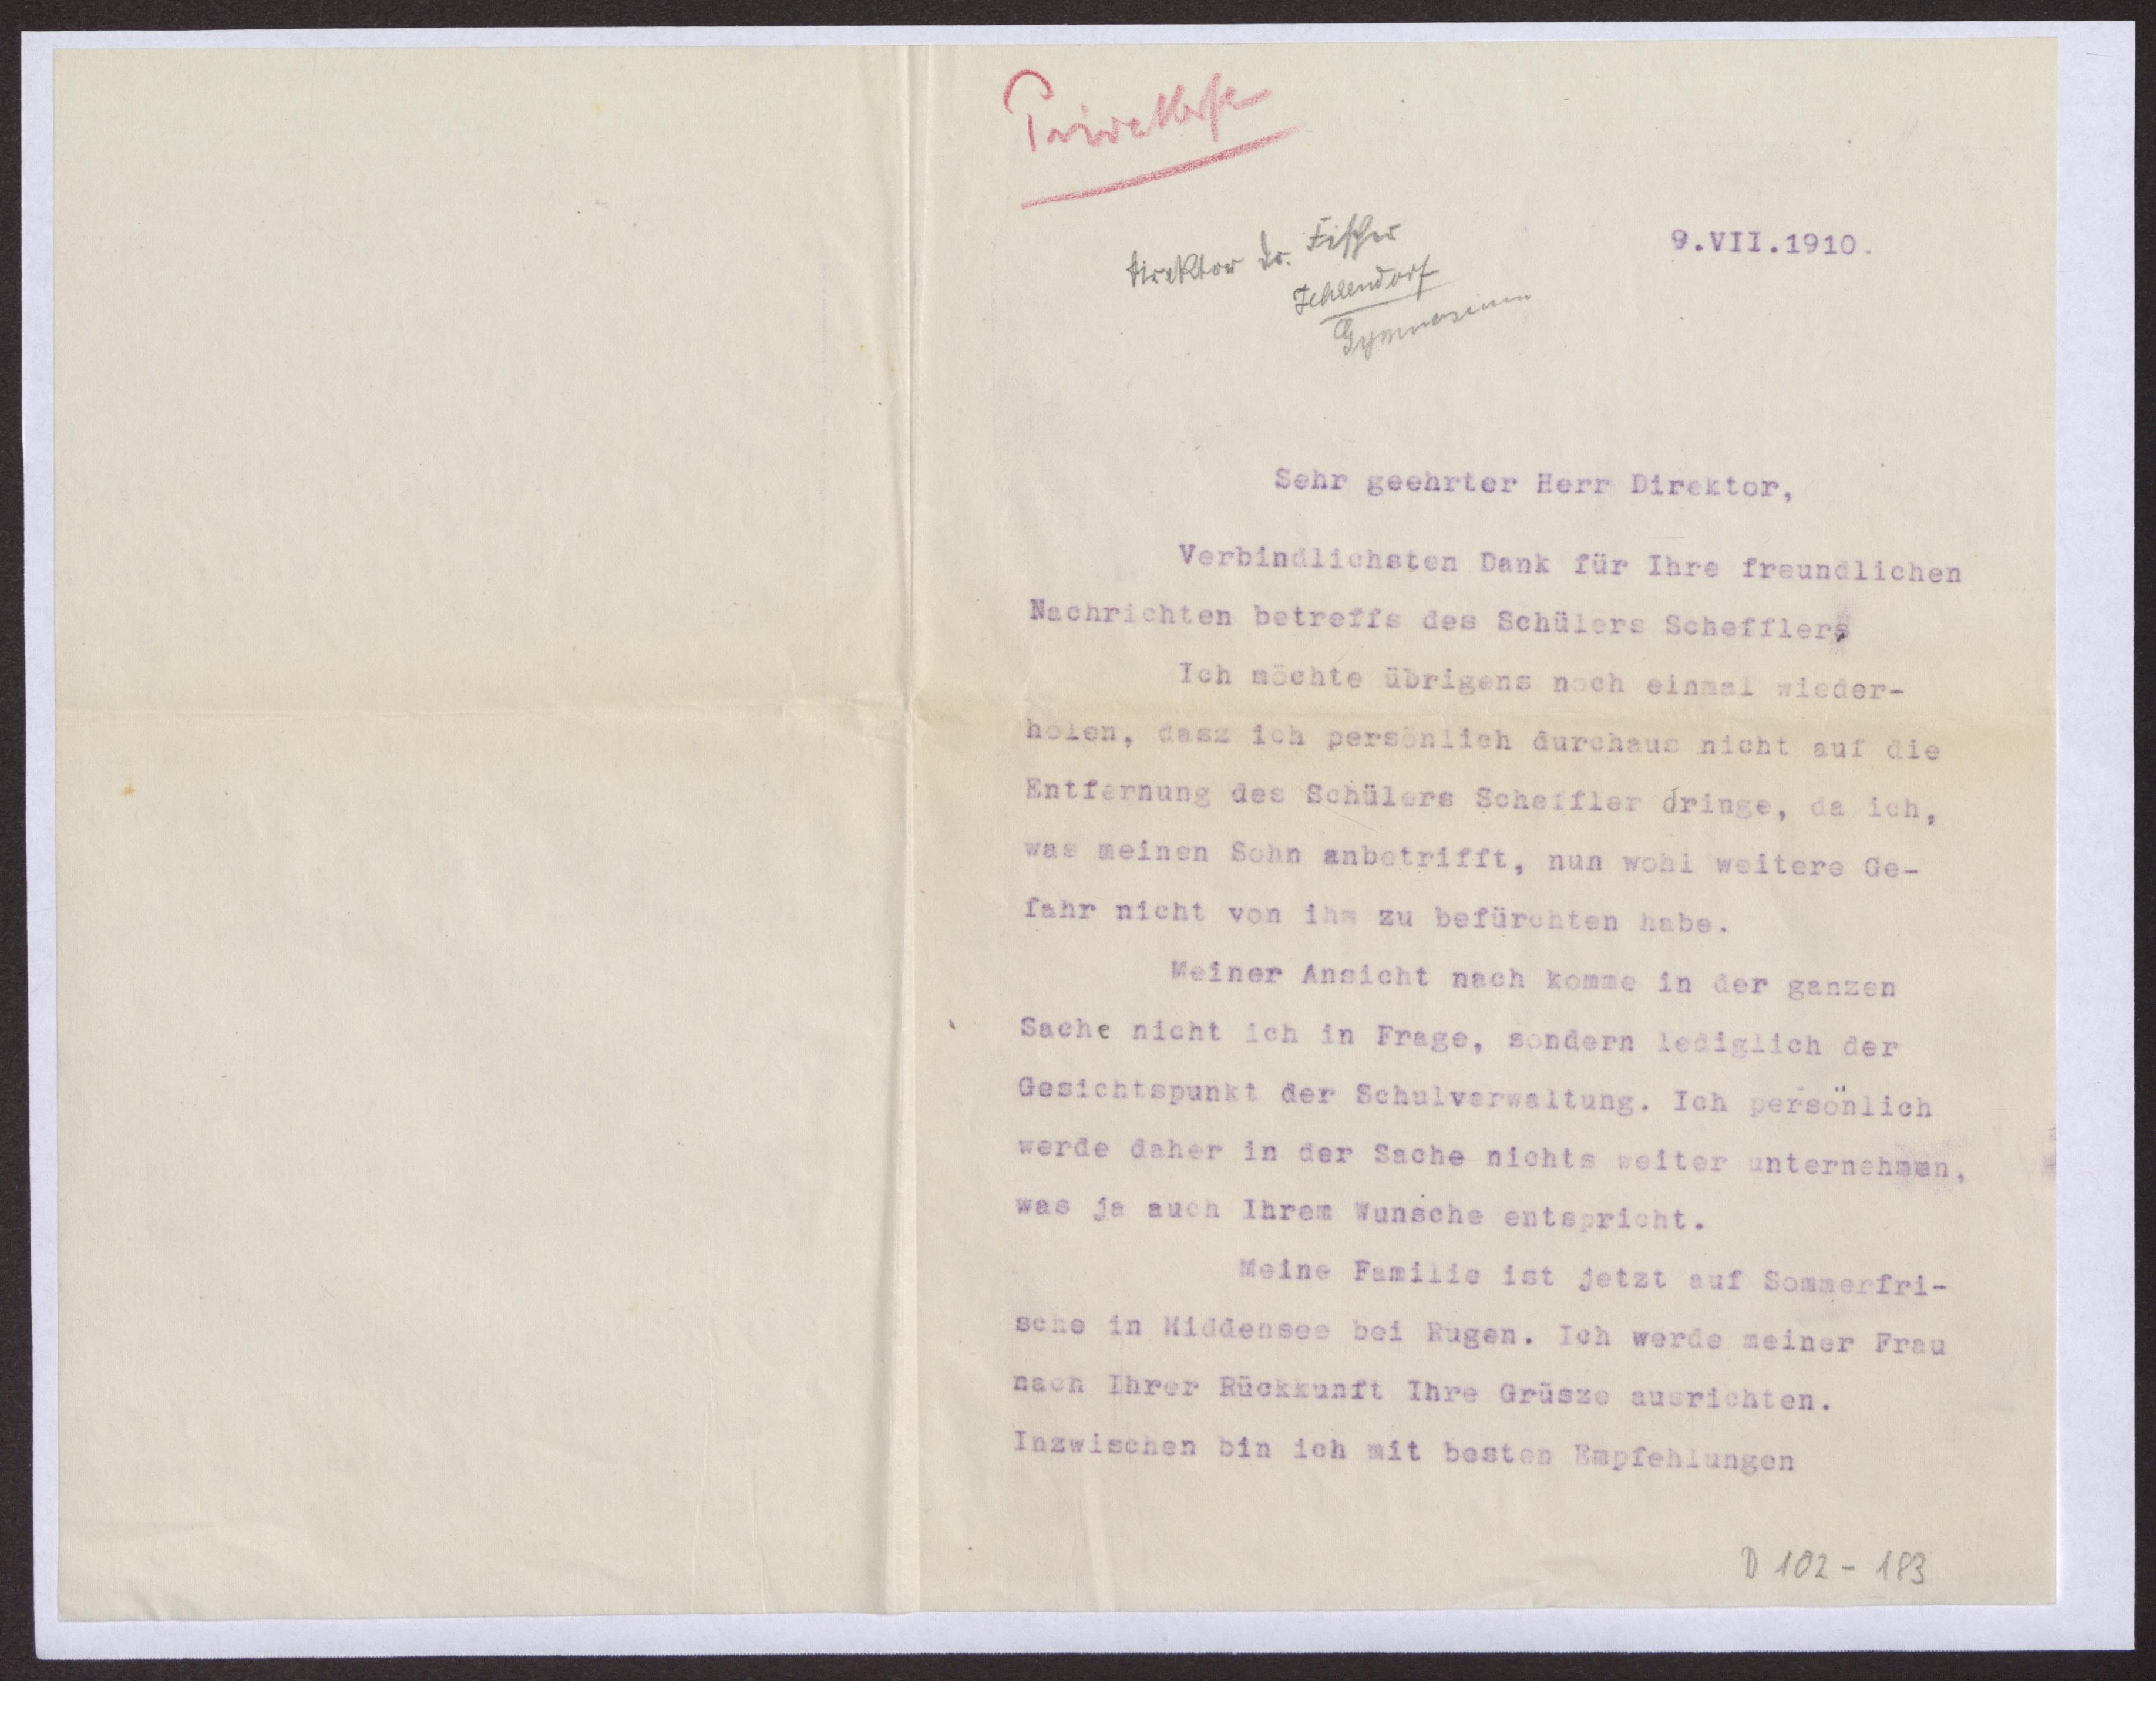 Direktor Dr. Fischer
Zehlendorf
Gymnasium
9.VII.1910.
Sehr geehrter Herr Direktor,
Verbindlichsten Dank für Ihre freundlichen
Nachrichten betreffs des Schülers Schefflers
Ich möchte übrigens noch einmal wieder-
holen, dasz ich persönlich durchaus nicht auf die
Entfernung des Schülers Scheffler dringe, da ich,
was meinen Sohn anbetrifft, nun wohl weitere Ge-
fahr nicht von ihm zu befürchten habe.
Meiner Ansicht nach komme in der ganzen
Sache nicht ich in Frage, sondern lediglich der
Gesichtspunkt der Schulverwaltung. Ich persönlich
werde daher in der Sache nichts weiter unternehmen,
was ja auch Ihrem Wunsche entspricht.
Meine Familie ist jetzt auf Sommerfri-
sche in Hiddensee bei Rügen. Ich werde meiner Frau
nach Ihrer Rückkunft Ihre Grüsze ausrichten.
Inzwischen bin ich mit besten Empfehlungen
D 102 - 183